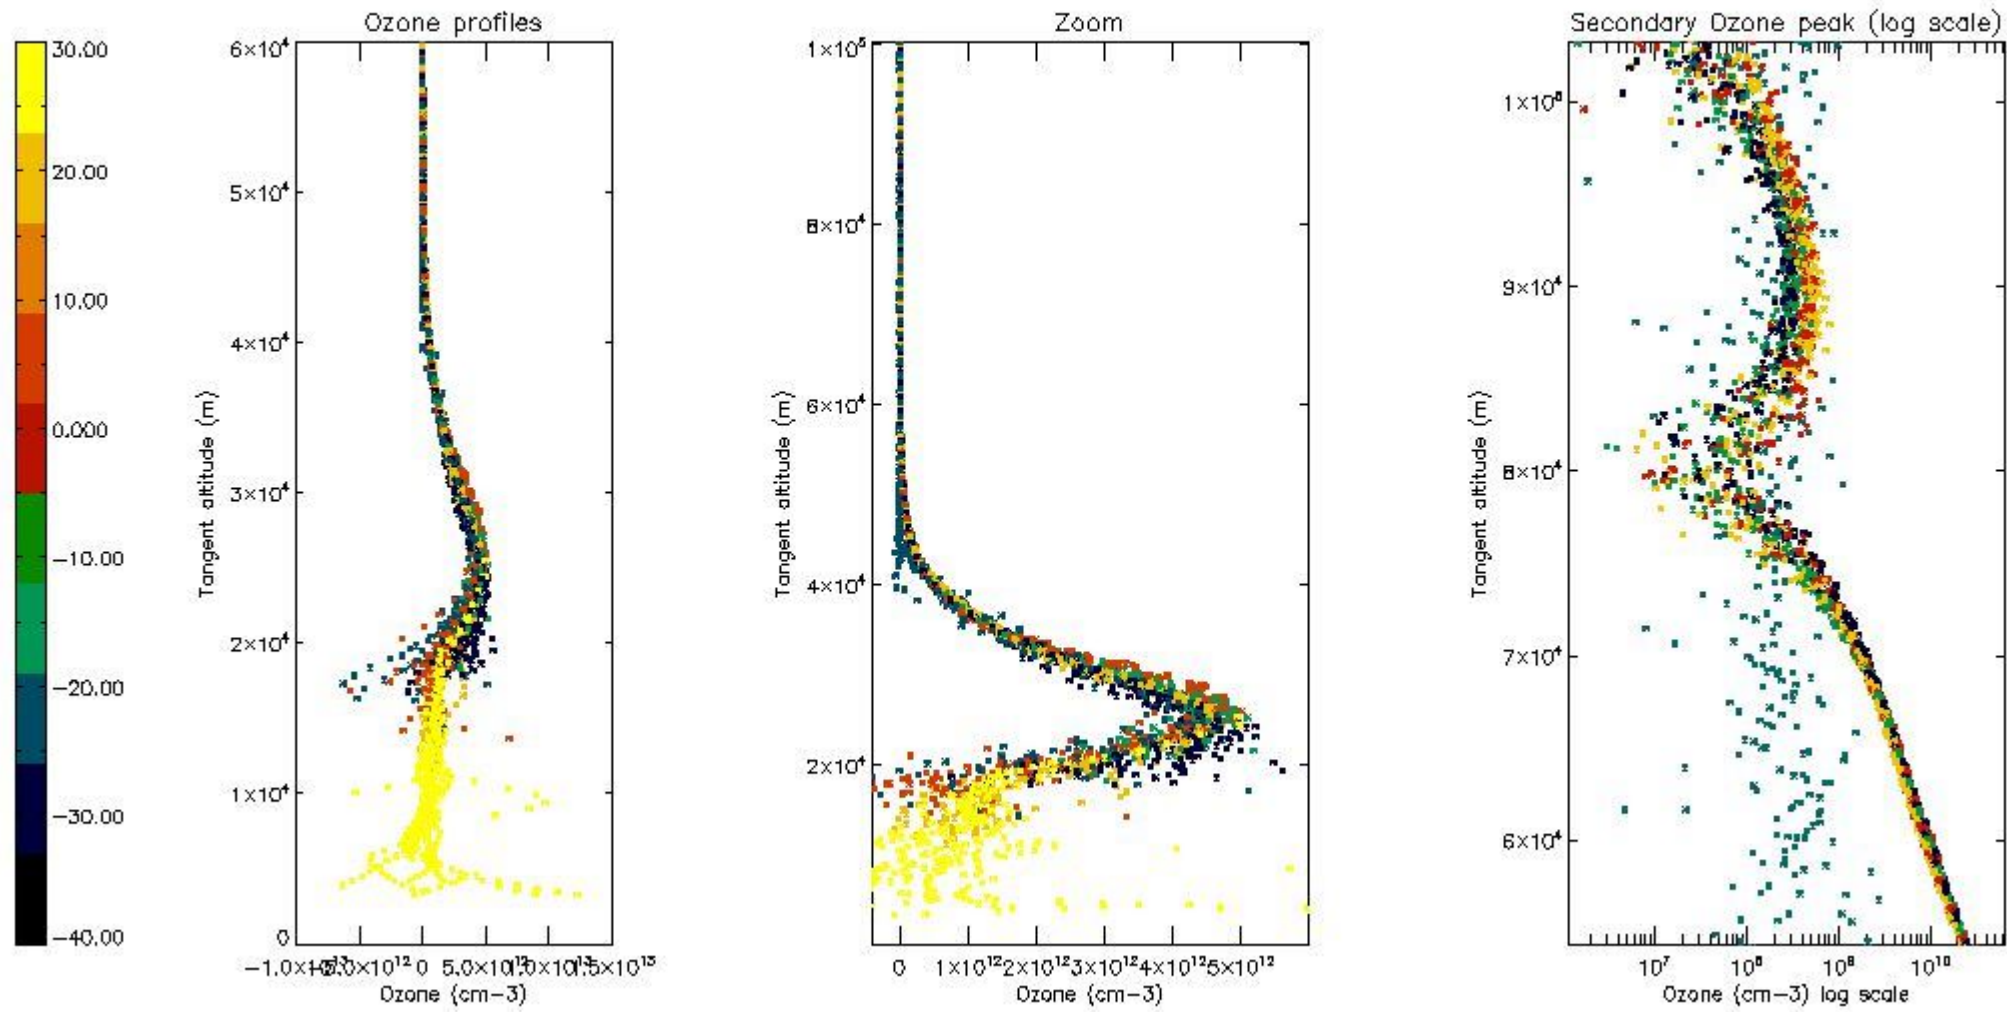 Ozone profiles
Zoom
Secondary Ozone peak (log scale)
30.00
20.00
10.00
0.000
−10.00
−20.00
−30.00
−40.00
6×10⁴
5×10⁴
4×10⁴
3×10⁴
2×10⁴
1×10⁴
0
Tangent altitude (m)
5.0×10¹²
0
Ozone (cm−3)
1×10⁵
8×10⁴
6×10⁴
4×10⁴
2×10⁴
Tangent altitude (m)
0 1×10¹² 2×10¹² 3×10¹² 4×10¹² 5×10¹²
Ozone (cm−3)
9×10⁴
8×10⁴
7×10⁴
6×10⁴
Tangent altitude (m)
10⁷ 10⁸ 10⁹ 10¹⁰
Ozone (cm−3) log scale